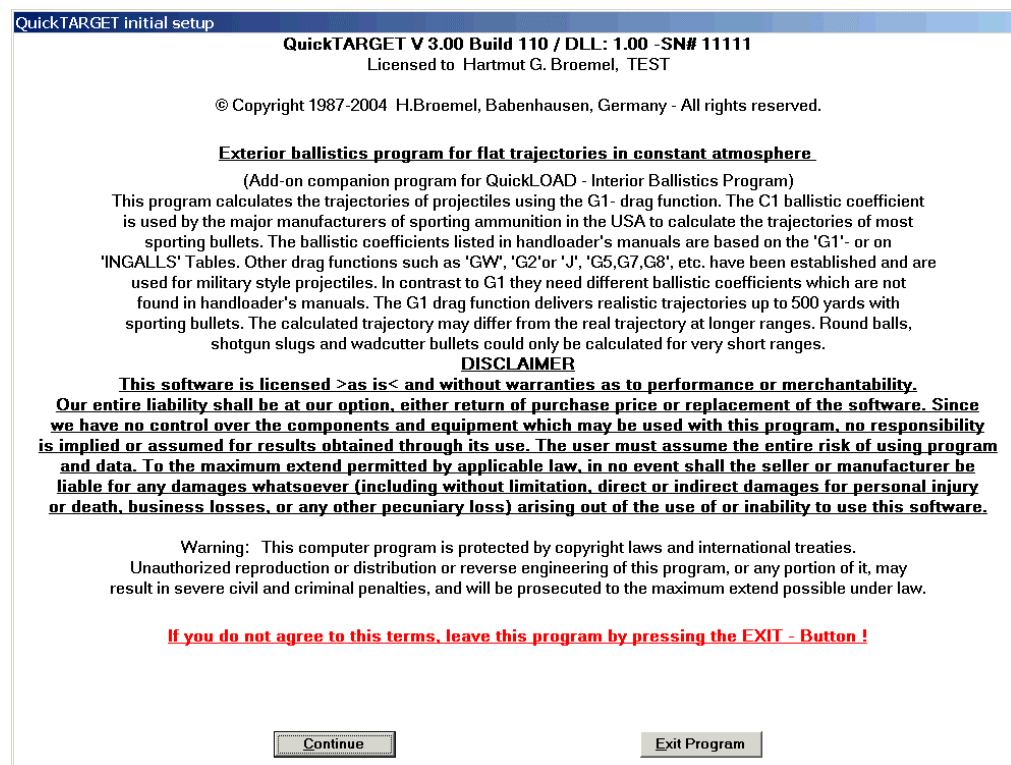 QuickTARGET initial setup
QuickTARGET V 3.00 Build 110 / DLL: 1.00 -SN# 11111
Licensed to Hartmut G. Broemel, TEST
© Copyright 1987-2004 H.Broemel, Babenhausen, Germany - All rights reserved.
Exterior ballistics program for flat trajectories in constant atmosphere
(Add-on companion program for QuickLOAD - Interior Ballistics Program)
This program calculates the trajectories of projectiles using the G1- drag function. The C1 ballistic coefficient
is used by the major manufacturers of sporting ammunition in the USA to calculate the trajectories of most
sporting bullets. The ballistic coefficients listed in handloader's manuals are based on the 'G1'- or on
'INGALLS' Tables. Other drag functions such as 'GW', 'G2'or 'J', 'G5,G7,G8', etc. have been established and are
used for military style projectiles. In contrast to G1 they need different ballistic coefficients which are not
found in handloader's manuals. The G1 drag function delivers realistic trajectories up to 500 yards with
sporting bullets. The calculated trajectory may differ from the real trajectory at longer ranges. Round balls,
shotgun slugs and wadcutter bullets could only be calculated for very short ranges.
DISCLAIMER
This software is licensed >as is< and without warranties as to performance or merchantability.
Our entire liability shall be at our option, either return of purchase price or replacement of the software. Since
we have no control over the components and equipment which may be used with this program, no responsibility
is implied or assumed for results obtained through its use. The user must assume the entire risk of using program
and data. To the maximum extend permitted by applicable law, in no event shall the seller or manufacturer be
liable for any damages whatsoever (including without limitation, direct or indirect damages for personal injury
or death, business losses, or any other pecuniary loss) arising out of the use of or inability to use this software.
Warning: This computer program is protected by copyright laws and international treaties.
Unauthorized reproduction or distribution or reverse engineering of this program, or any portion of it, may
result in severe civil and criminal penalties, and will be prosecuted to the maximum extend possible under law.
If you do not agree to this terms, leave this program by pressing the EXIT - Button !
Continue
Exit Program